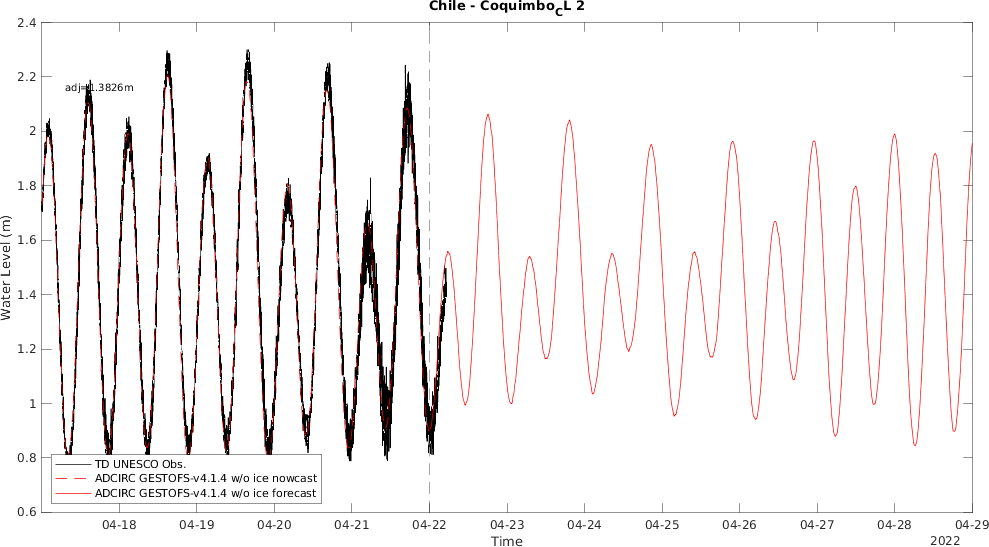 Chile - Coquimbo_CL 2
2.4
2.2
2
1.8
1.6
1.4
1.2
1
0.8
0.6
Water Level (m)
adj=1.3826m
TD UNESCO Obs.
ADCIRC GESTOFS-v4.1.4 w/o ice nowcast
ADCIRC GESTOFS-v4.1.4 w/o ice forecast
04-18 04-19 04-20 04-21 04-22 04-23 04-24 04-25 04-26 04-27 04-28 04-29
Time
2022